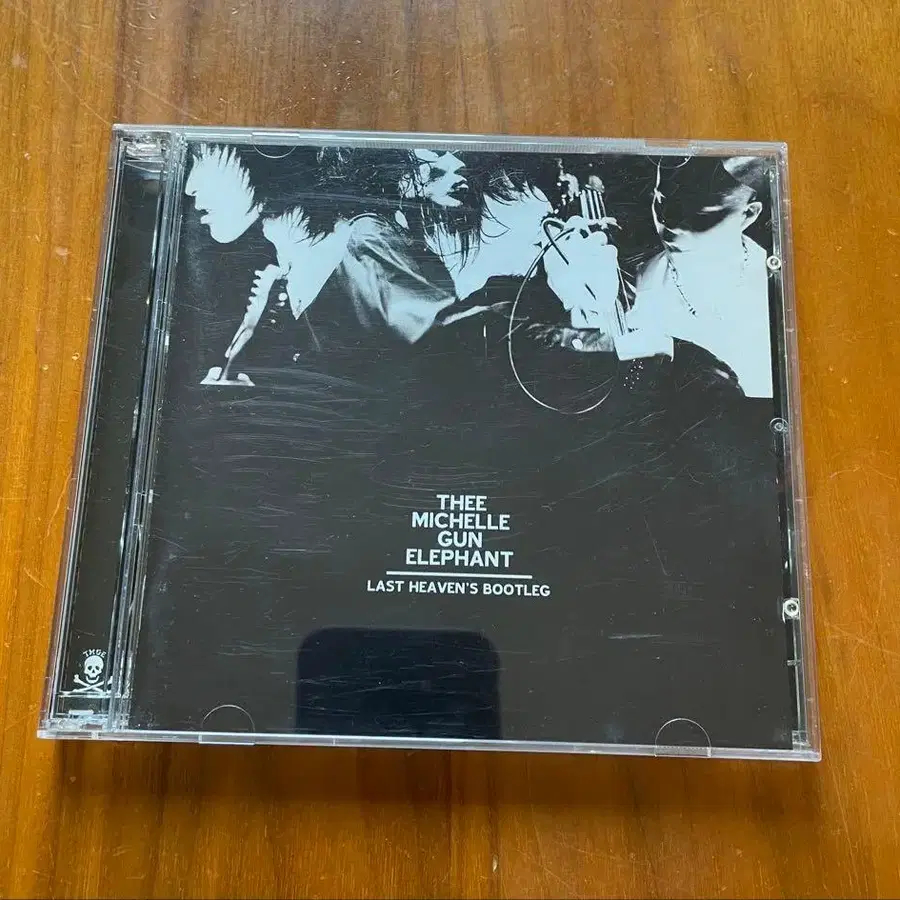 THEE
MICHELLE
GUN
ELEPHANT
LAST HEAVEN'S BOOTLEG
TMGE